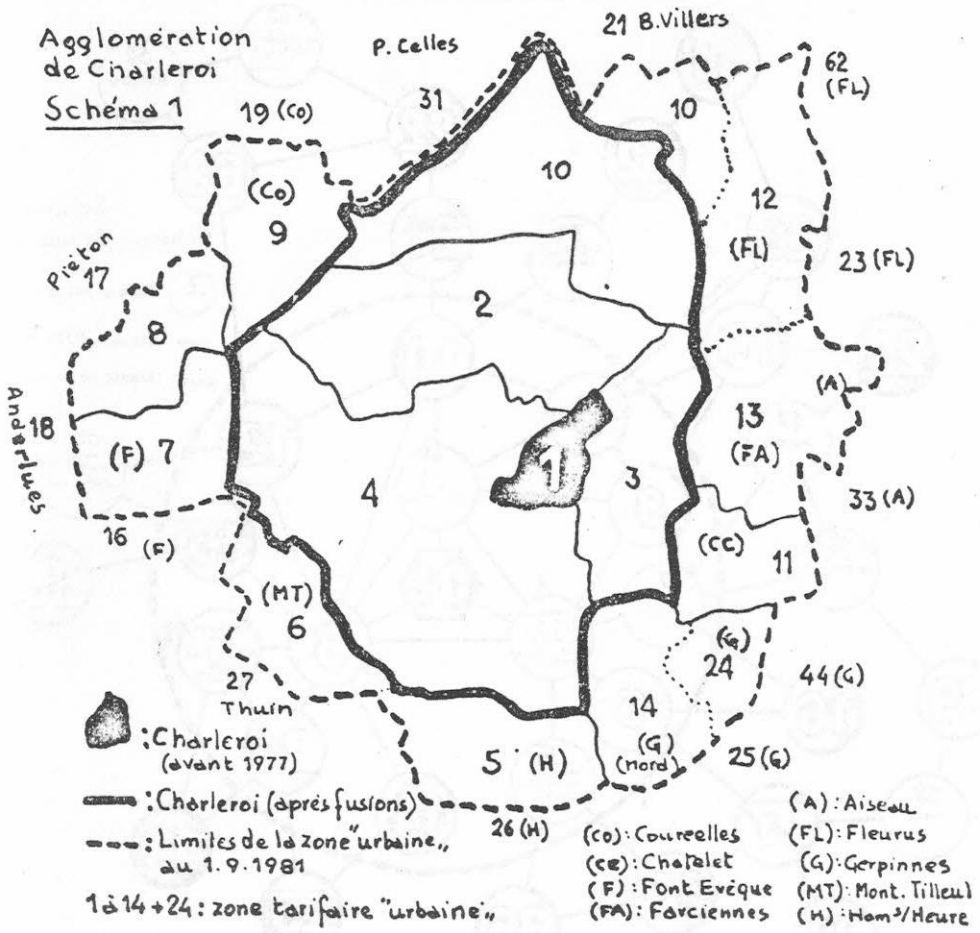 Agglomération
de Charleroi
Schéma 1
P. Celles
21 B.Villers
62
(FL)
31
19 (Co)
10
10
(Co)
9
12
(FL)
23 (FL)
Piéton
17
8
2
(A)
18
Anderlues
(F) 7
13
(FA)
1
4
3
33 (A)
16 (F)
(CC)
11
(MT)
6
(G)
24
44 (G)
27
Thuin
14
(G)
(nord)
25 (G)
5 (H)
26 (H)
: Charleroi
(avant 1977)
: Charleroi (après fusions)
: Limites de la zone "urbaine„
au 1.9.1981
1 à 14 + 24 : zone tarifaire "urbaine„
(Co): Courcelles
(CC): Chatelet
(F): Font Evèque
(FA): Farciennes
(A): Aiseau
(FL): Fleurus
(G): Gerpinnes
(MT): Mont. Tilleul
(H): Ham^s/Heure